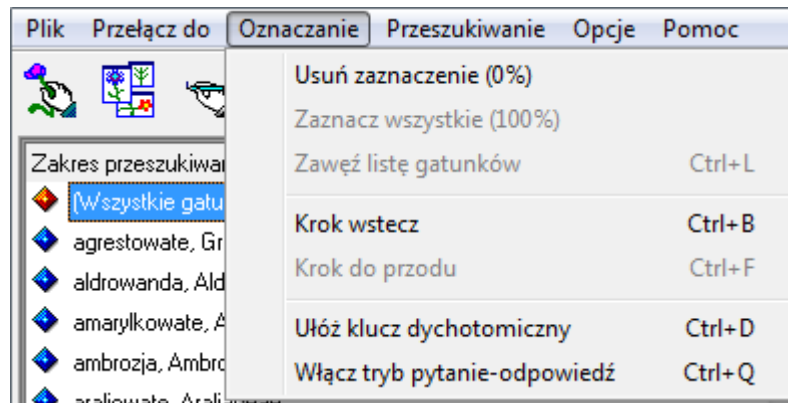 Plik Przełącz do Oznaczanie Przeszukiwanie Opcje Pomoc
Usuń zaznaczenie (0%)
Zaznacz wszystkie (100%)
Zawęź listę gatunków Ctrl+L
Krok wstecz Ctrl+B
Krok do przodu Ctrl+F
Ułóż klucz dychotomiczny Ctrl+D
Włącz tryb pytanie-odpowiedź Ctrl+Q
Zakres przeszukiwa
(Wszystkie gatu
agrestowate, Gr
aldrowanda, Ald
amarylkowate, A
ambrozja, Ambro